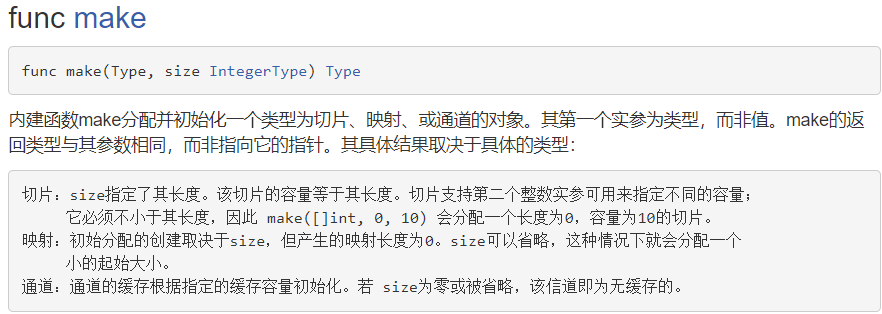 func make
func make(Type, size IntegerType) Type
内建函数make分配并初始化一个类型为切片、映射、或通道的对象。其第一个实参为类型，而非值。make的返
回类型与其参数相同，而非指向它的指针。其具体结果取决于具体的类型：
切片：size指定了其长度。该切片的容量等于其长度。切片支持第二个整数实参可用来指定不同的容量；
它必须不小于其长度，因此 make([]int, 0, 10) 会分配一个长度为0，容量为10的切片。
映射：初始分配的创建取决于size，但产生的映射长度为0。size可以省略，这种情况下就会分配一个
小的起始大小。
通道：通道的缓存根据指定的缓存容量初始化。若 size为零或被省略，该信道即为无缓存的。